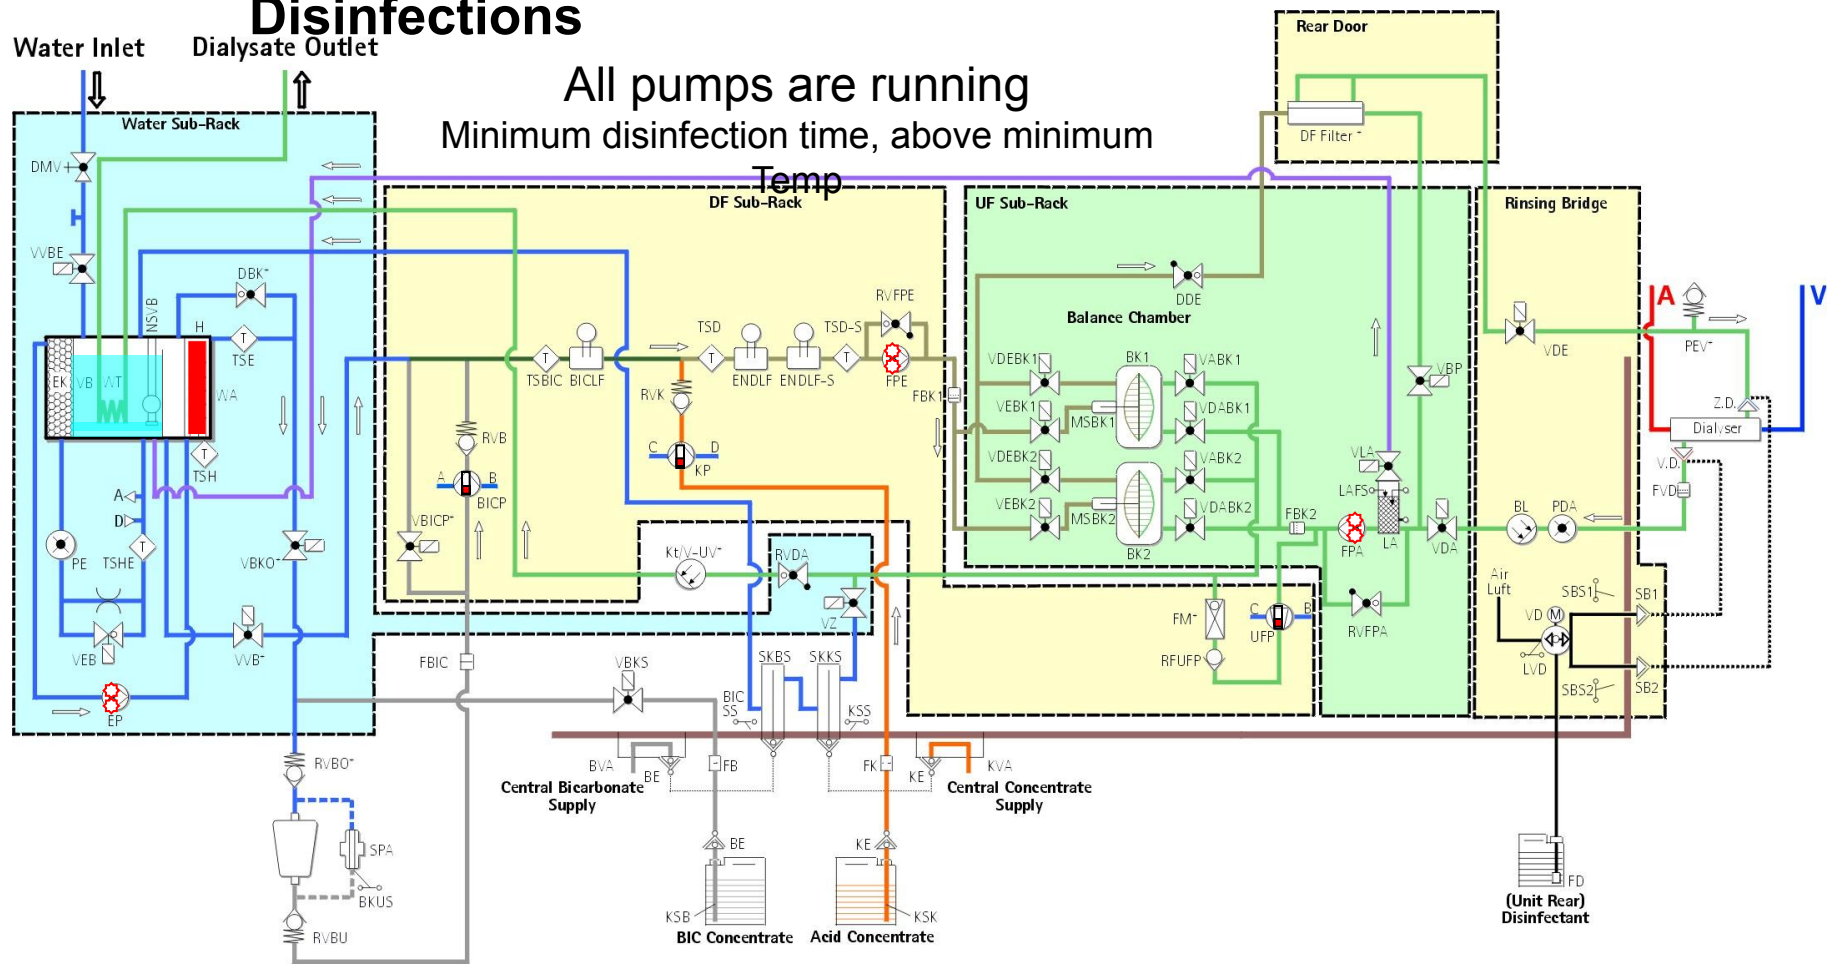 Disinfections
Water Inlet
Dialysate Outlet
All pumps are running
Minimum disinfection time, above minimum
Temp
Rear Door
DF Filter
Water Sub-Rack
DMV
VVBE
DBK
NSVB
H
TSE
EK
VB
WT
WA
TSH
A
D
PE
TSHE
VBKO
VEB
VVB
EP
DF Sub-Rack
RVFPE
TSD
TSD-S
TSBIC
BICLF
ENDLF
ENDLF-S
FPE
FBK1
RVK
C
D
KP
RVB
A
B
BICP
VBICP
Kt/V-UV
RVDA
VZ
UF Sub-Rack
DDE
Balance Chamber
VDEBK1
BK1
VABK1
VEBK1
MSBK1
VDABK1
VDEBK2
VABK2
VEBK2
MSBK2
VDABK2
BK2
VBP
VLA
LAFS
FBK2
FPA
LA
VDA
RVFPA
FM
RFUFP
C
B
UFP
Rinsing Bridge
VDE
A
V
PEV
Z.D.
Dialyser
V.D.
FVD
BL
PDA
Air
Luft
SBS1
SB1
VD
M
LVD
SBS2
SB2
FBIC
VBKS
SKBS
SKKS
BIC
SS
KSS
BVA
BE
FB
FK
KE
KVA
Central Bicarbonate
Supply
Central Concentrate
Supply
RVBO
SPA
BKUS
RVBU
BE
KE
KSB
KSK
BIC Concentrate
Acid Concentrate
FD
(Unit Rear)
Disinfectant